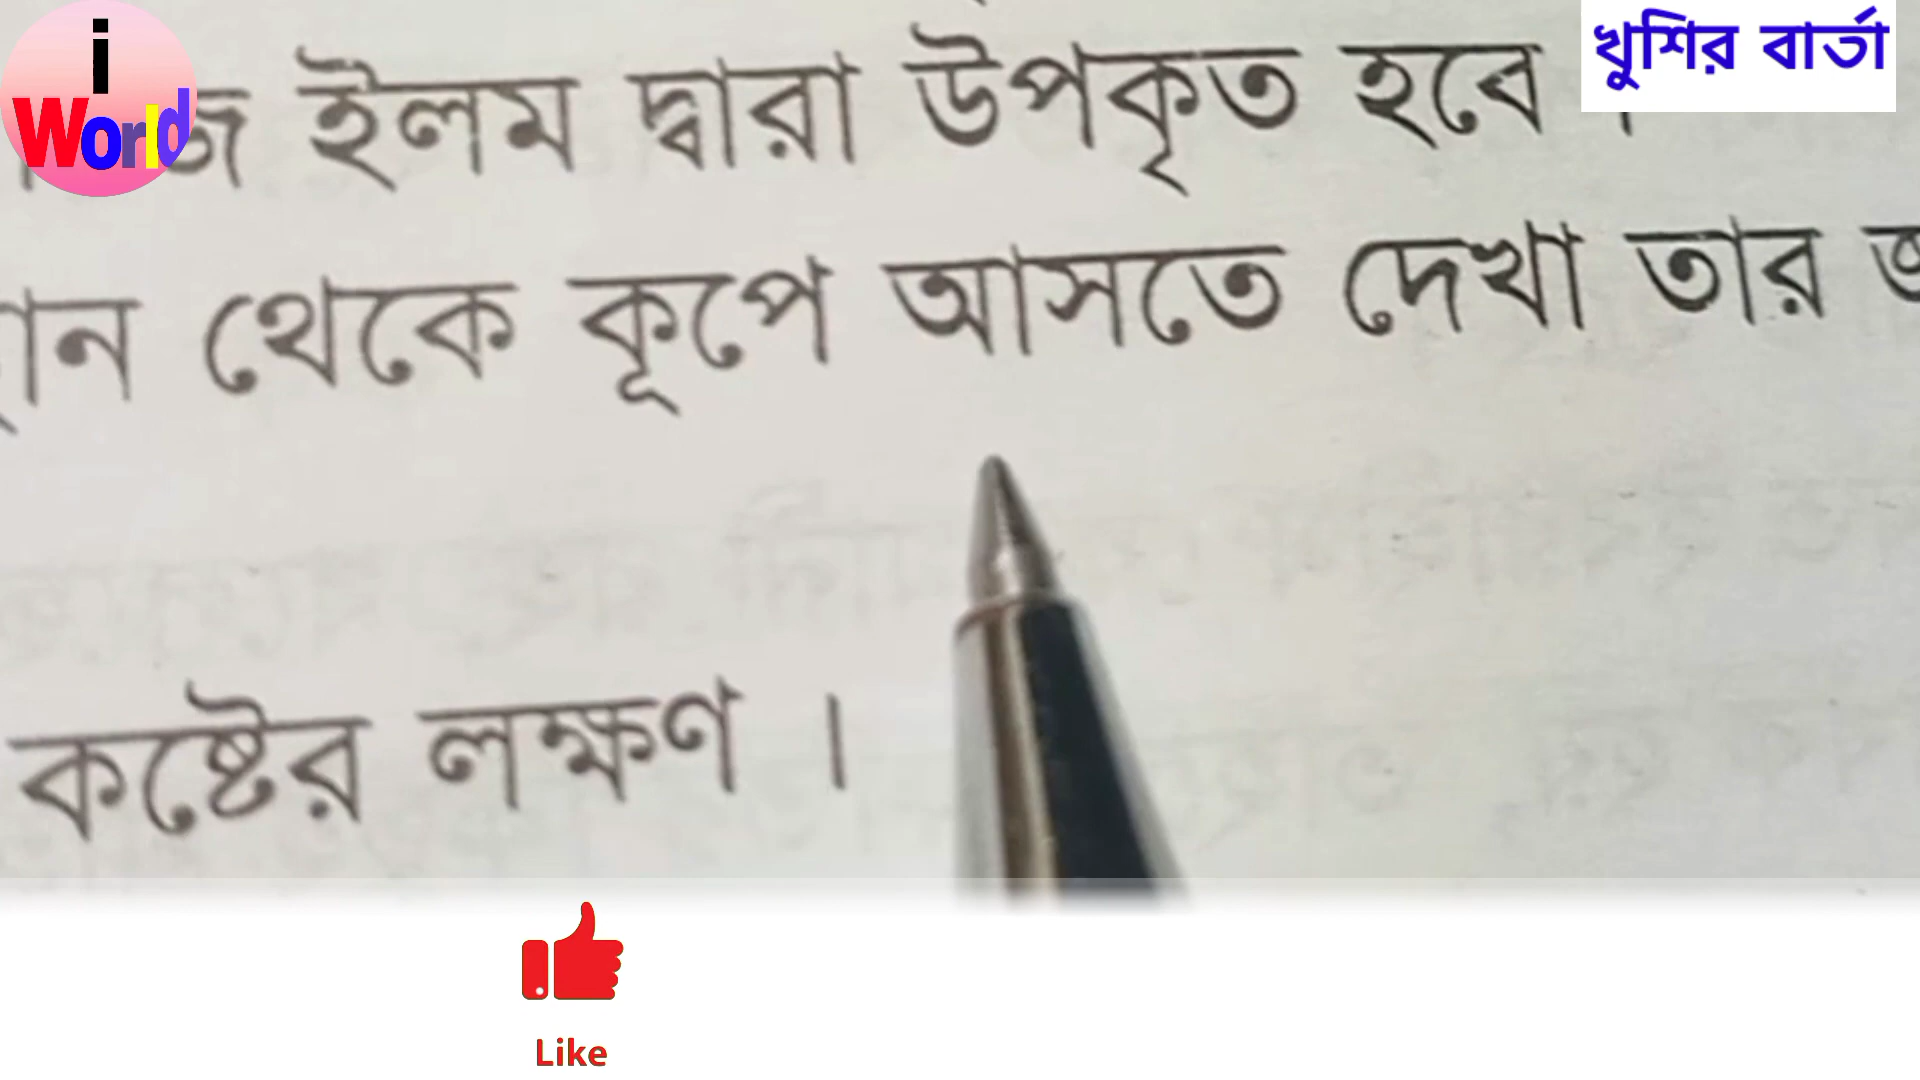 i
World
খুশির বার্তা
ইলম দ্বারা উপকৃত হবে ।
থেকে কূপে আসতে দেখা তার
কষ্টের লক্ষণ ।
Like